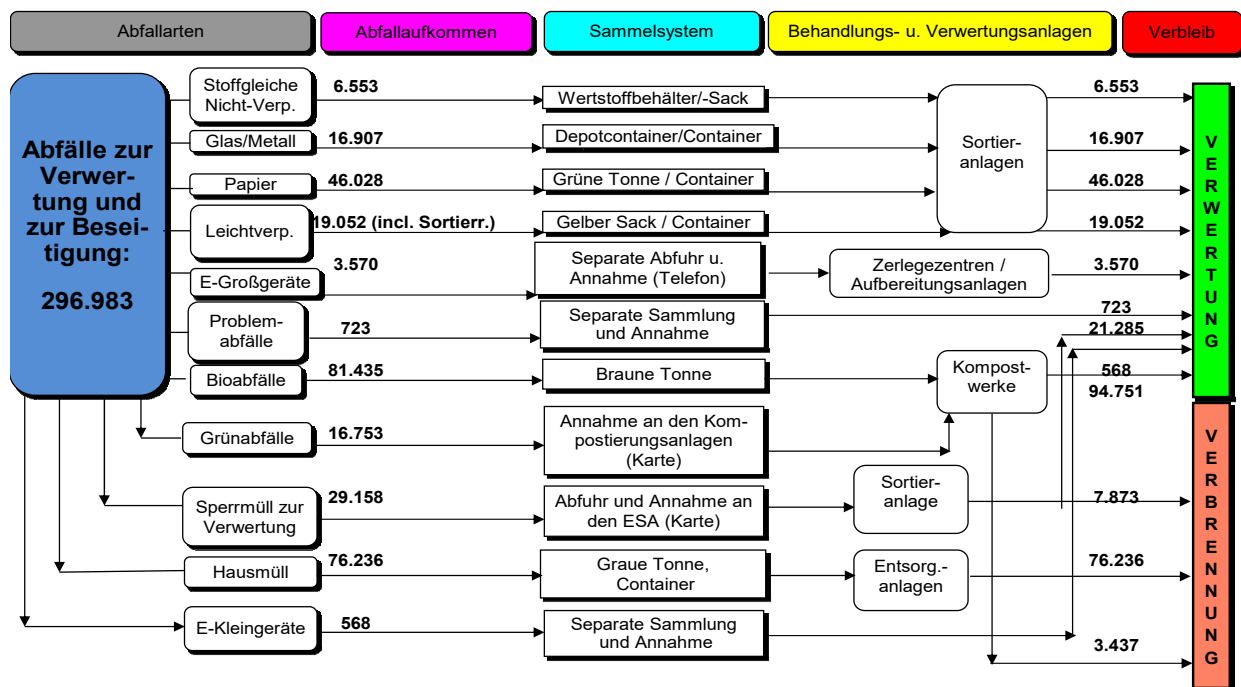 Abfallarten
Abfallaufkommen
Sammelsystem
Behandlungs- u. Verwertungsanlagen
Verbleib
Abfälle zur
Verwer-
tung und
zur Besei-
tigung:
296.983
Stoffgleiche
Nicht-Verp.
6.553
Wertstoffbehälter/-Sack
6.553
Glas/Metall
16.907
Depotcontainer/Container
16.907
Papier
46.028
Grüne Tonne / Container
46.028
Leichtverp.
19.052 (incl. Sortierr.)
Gelber Sack / Container
19.052
Sortier-
anlagen
E-Großgeräte
3.570
Separate Abfuhr u.
Annahme (Telefon)
Zerlegezentren /
Aufbereitungsanlagen
3.570
Problem-
abfälle
723
Separate Sammlung
und Annahme
723
21.285
Bioabfälle
81.435
Braune Tonne
Kompost-
werke
568
94.751
Grünabfälle
16.753
Annahme an den Kom-
postierungsanlagen
(Karte)
Sperrmüll zur
Verwertung
29.158
Abfuhr und Annahme an
den ESA (Karte)
Sortier-
anlage
7.873
Hausmüll
76.236
Graue Tonne,
Container
Entsorg.-
anlagen
76.236
E-Kleingeräte
568
Separate Sammlung
und Annahme
3.437
V
E
R
W
E
R
T
U
N
G
V
E
R
B
R
E
N
N
U
N
G